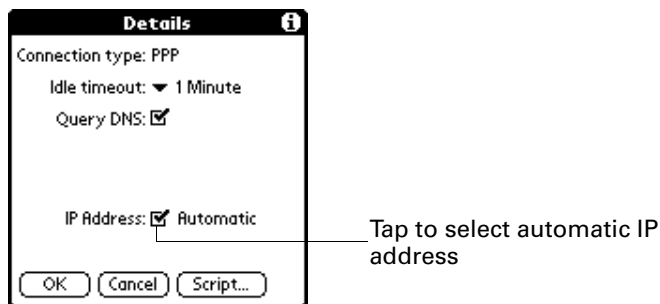 Details
Connection type: PPP
Idle timeout: 1 Minute
Query DNS:
IP Address: Automatic
Tap to select automatic IP
address
OK Cancel Script...